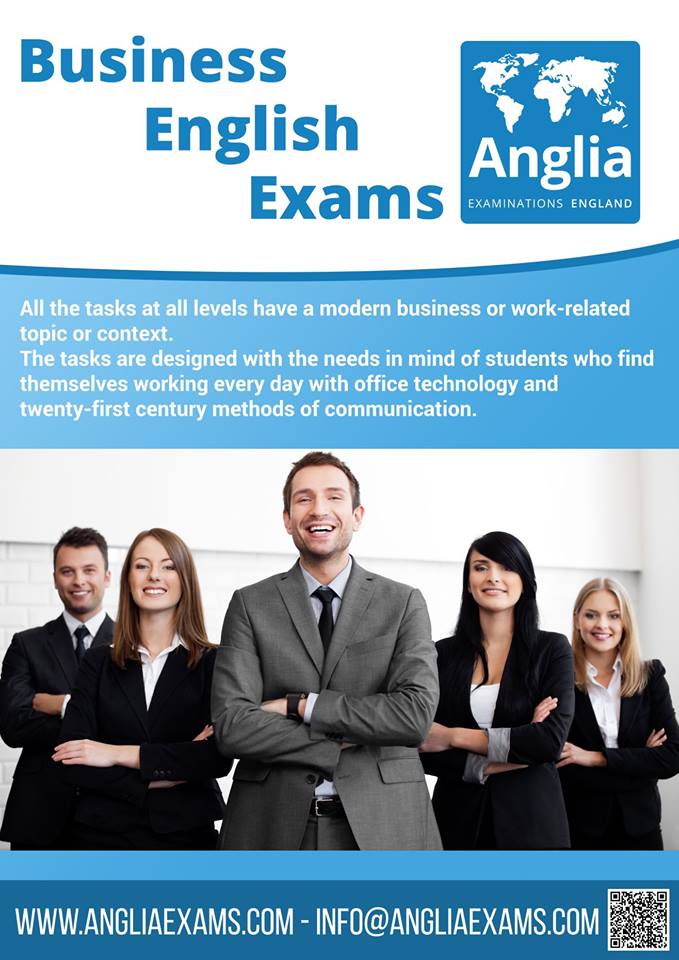 Business
English
Exams
Anglia
EXAMINATIONS ENGLAND
All the tasks at all levels have a modern business or work-related
topic or context.
The tasks are designed with the needs in mind of students who find
themselves working every day with office technology and
twenty-first century methods of communication.
WWW.ANGLIAEXAMS.COM - INFO@ANGLIAEXAMS.COM